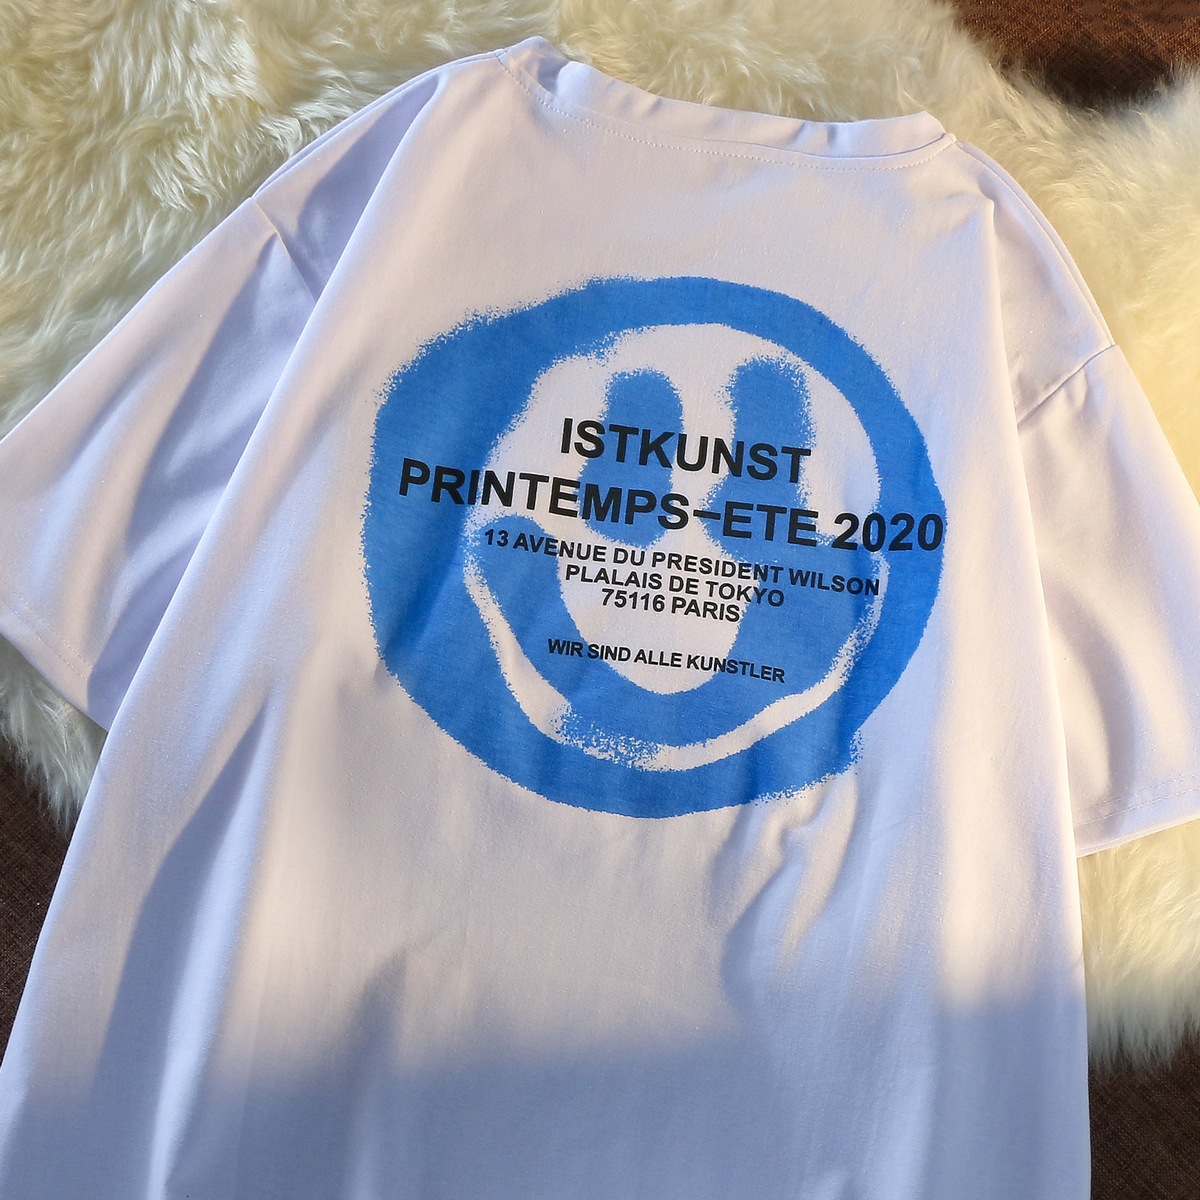 ISTKUNST
PRINTEMPS-ETE 2020
13 AVENUE DU PRESIDENT WILSON
PLALAIS DE TOKYO
75116 PARIS
WIR SIND ALLE KUNSTLER